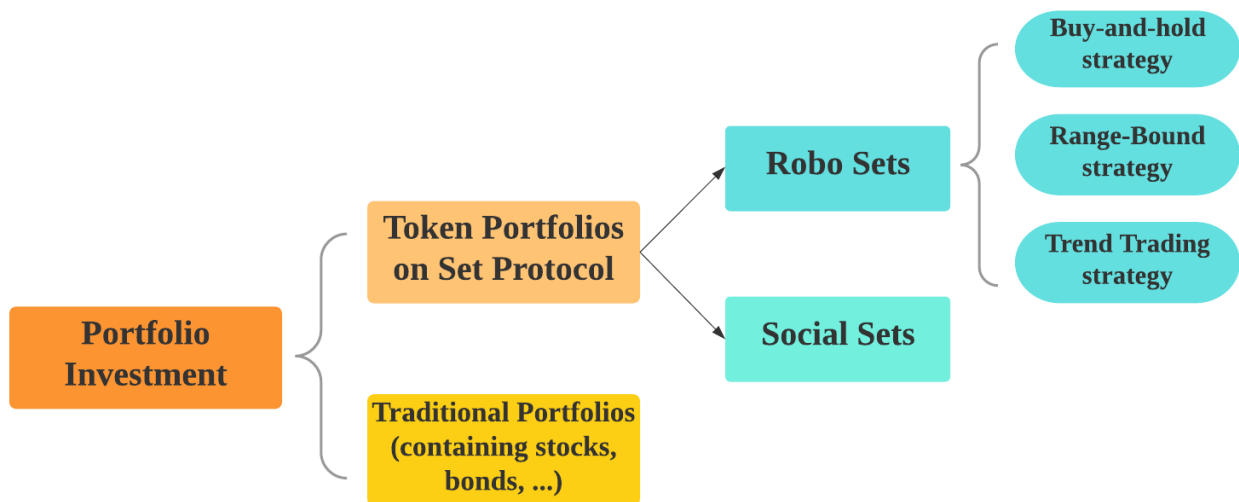 Portfolio
Investment
Token Portfolios
on Set Protocol
Traditional Portfolios
(containing stocks,
bonds, ...)
Robo Sets
Social Sets
Buy-and-hold
strategy
Range-Bound
strategy
Trend Trading
strategy